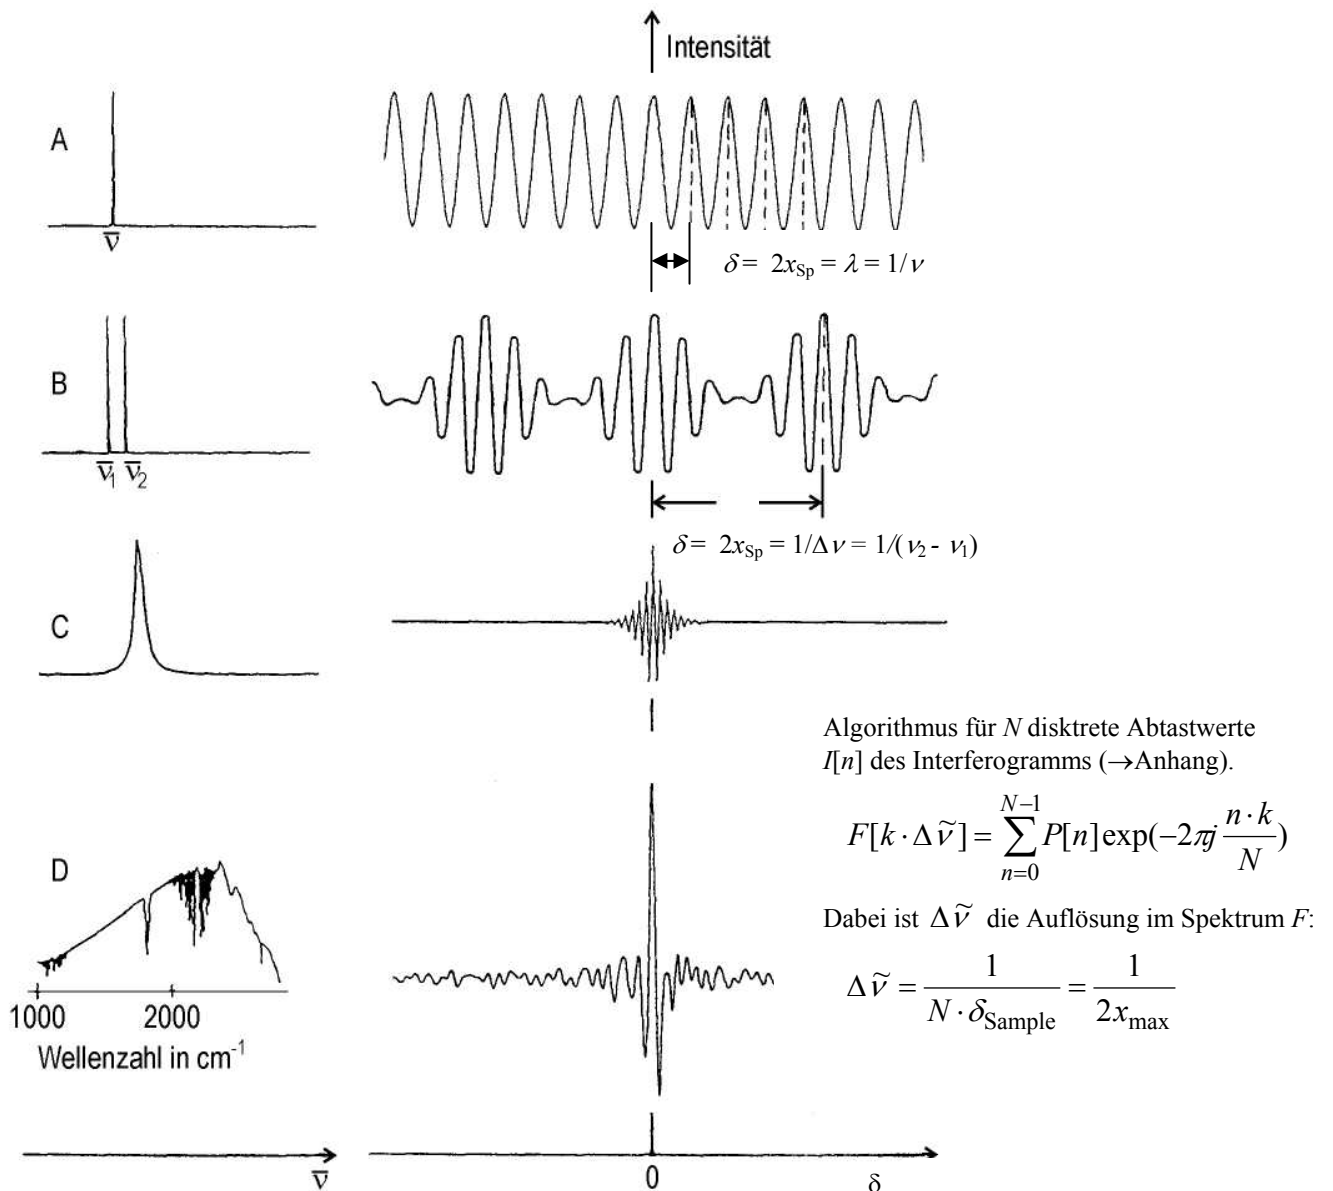 Intensität
A
ν̅
δ = 2x_Sp = λ = 1/ν
B
ν̅₁ ν̅₂
δ = 2x_Sp = 1/Δν = 1/(ν₂ - ν₁)
C
Algorithmus für N disktrete Abtastwerte
I[n] des Interferogramms (→Anhang).
F[k · Δν̃] = ∑_{n=0}^{N−1} P[n] exp(−2πj (n · k)/N)
D
Dabei ist Δν̃ die Auflösung im Spektrum F:
Δν̃ = 1/(N · δ_Sample) = 1/(2x_max)
1000 2000
Wellenzahl in cm⁻¹
ν̅ 0 δ